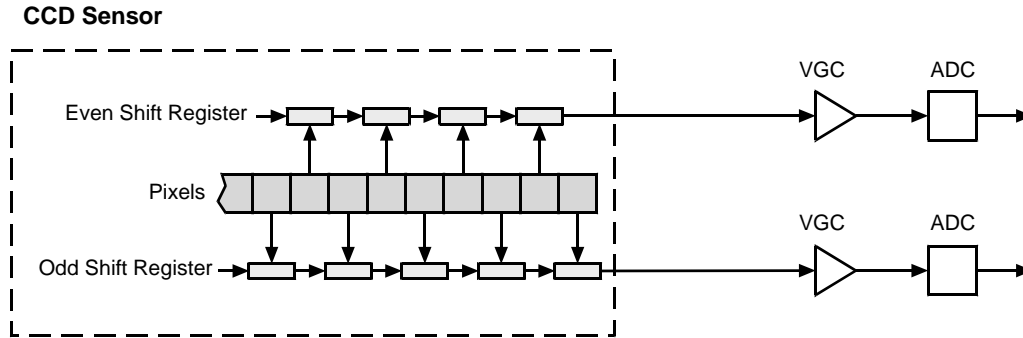 CCD Sensor
VGC
ADC
Even Shift Register
Pixels
VGC
ADC
Odd Shift Register